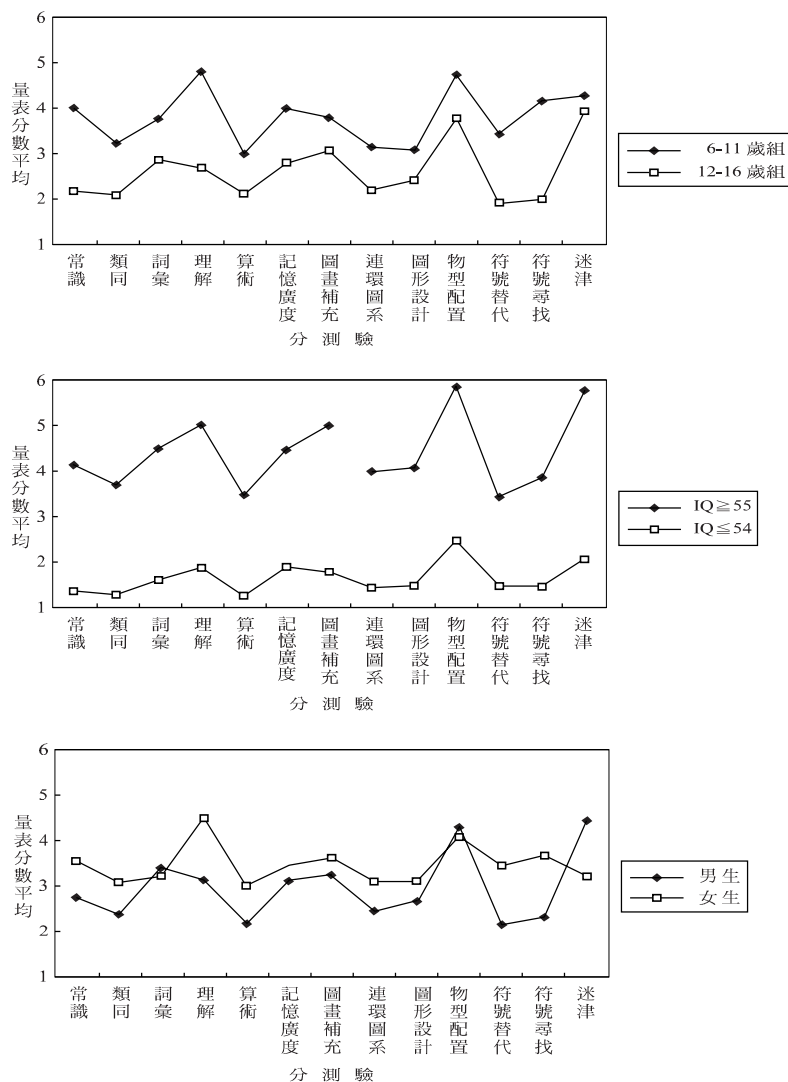 6
5
4
3
2
1
量表分數平均
常識
類同
詞彙
理解
算術
記憶廣度
圖畫補充
連環圖系
圖形設計
物型配置
符號替代
符號尋找
迷津
分測驗
6-11 歲組
12-16 歲組
6
5
4
3
2
1
量表分數平均
常識
類同
詞彙
理解
算術
記憶廣度
圖畫補充
連環圖系
圖形設計
物型配置
符號替代
符號尋找
迷津
分測驗
IQ≧55
IQ≦54
6
5
4
3
2
1
量表分數平均
常識
類同
詞彙
理解
算術
記憶廣度
圖畫補充
連環圖系
圖形設計
物型配置
符號替代
符號尋找
迷津
分測驗
男生
女生